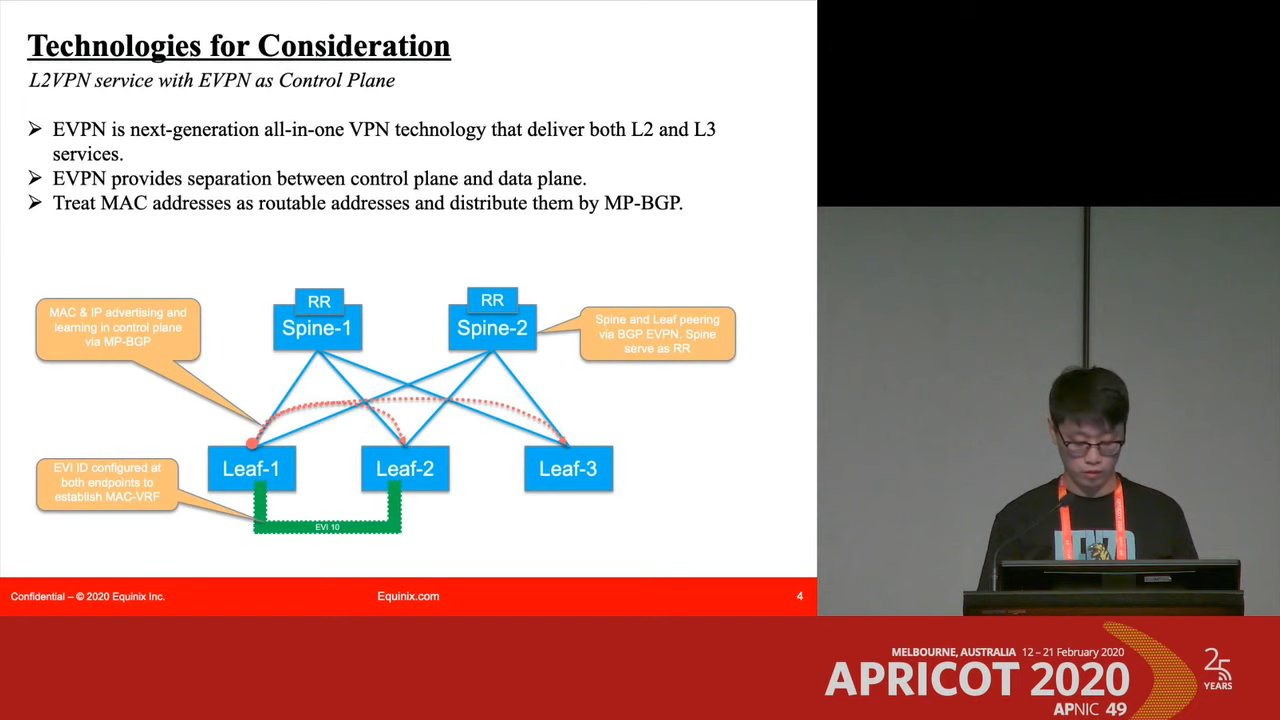 Technologies for Consideration
L2VPN service with EVPN as Control Plane
➢ EVPN is next-generation all-in-one VPN technology that deliver both L2 and L3
services.
➢ EVPN provides separation between control plane and data plane.
➢ Treat MAC addresses as routable addresses and distribute them by MP-BGP.
MAC & IP advertising and
learning in control plane
via MP-BGP
RR
Spine-1
RR
Spine-2
Spine and Leaf peering
via BGP EVPN. Spine
serve as RR
Leaf-1
Leaf-2
Leaf-3
EVI ID configured at
both endpoints to
establish MAC-VRF
EVI 10
Confidential – © 2020 Equinix Inc.
Equinix.com
4
MELBOURNE, AUSTRALIA 12 – 21 February 2020
APRICOT 2020
APNIC 49
25
YEARS